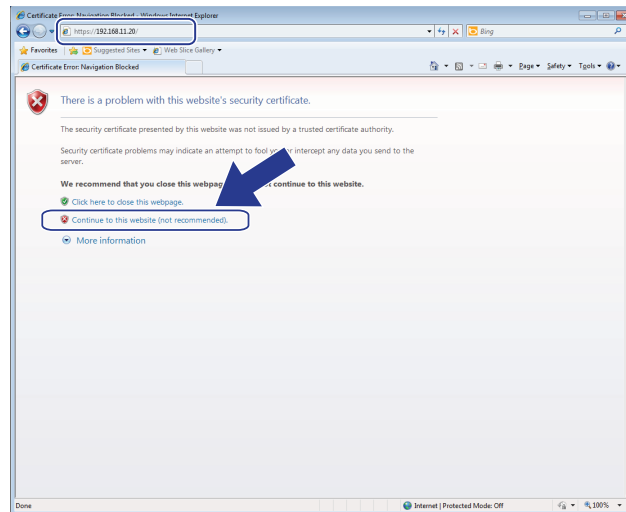 Certificate Error: Navigation Blocked - Windows Internet Explorer
https://192.168.11.20/
Bing
Favorites
Suggested Sites
Web Slice Gallery
Certificate Error: Navigation Blocked
Page
Safety
Tools
There is a problem with this website's security certificate.
The security certificate presented by this website was not issued by a trusted certificate authority.
Security certificate problems may indicate an attempt to fool or intercept any data you send to the
server.
We recommend that you close this webpage continue to this website.
Click here to close this webpage.
Continue to this website (not recommended).
More information
Done
Internet | Protected Mode: Off
100%